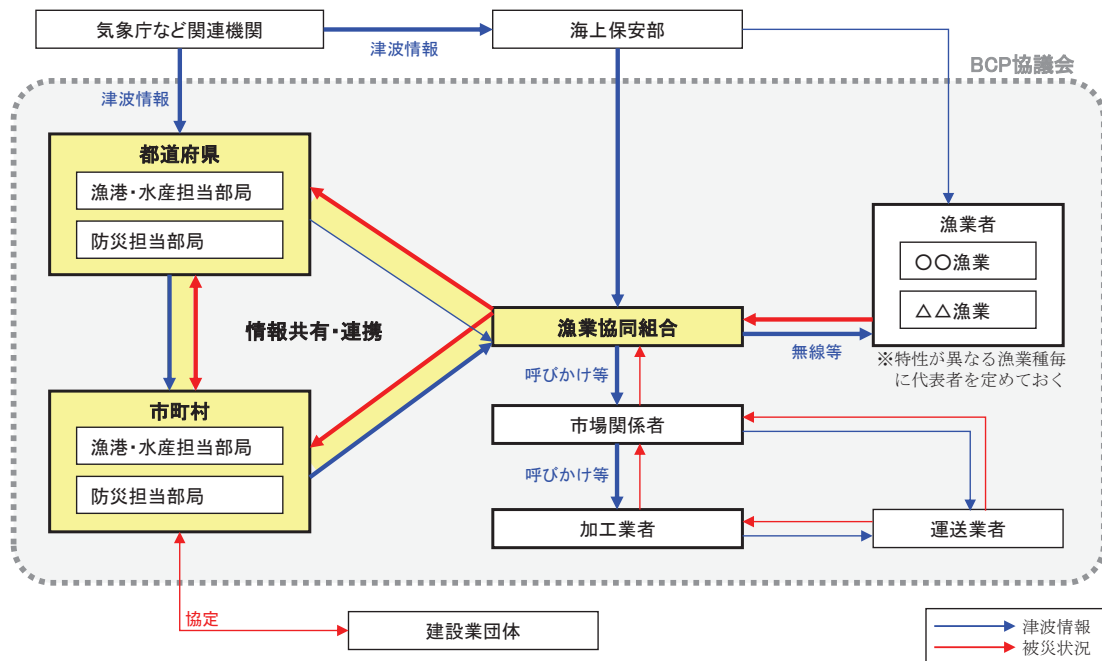 気象庁など関連機関
海上保安部
津波情報
BCP協議会
津波情報
都道府県
漁港・水産担当部局
防災担当部局
漁業者
〇〇漁業
△△漁業
情報共有・連携
漁業協同組合
無線等
※特性が異なる漁業種毎
に代表者を定めておく
呼びかけ等
市町村
漁港・水産担当部局
防災担当部局
市場関係者
呼びかけ等
加工業者
運送業者
協定
建設業団体
津波情報
被災状況